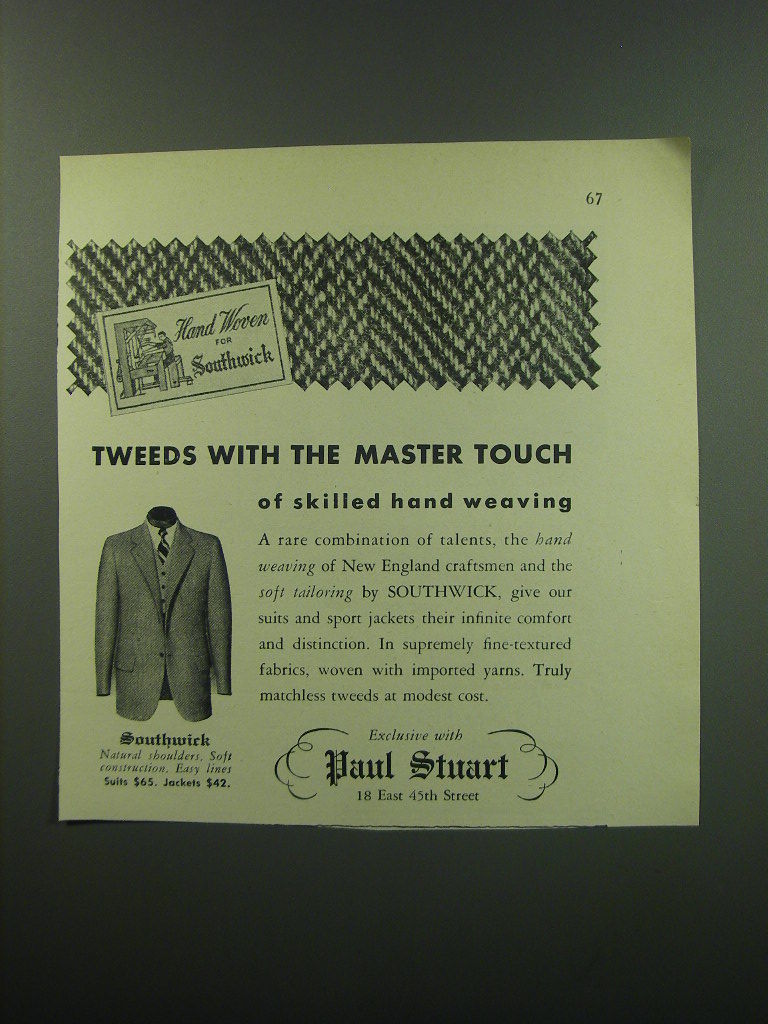 67
Hand Woven
FOR
Southwick
TWEEDS WITH THE MASTER TOUCH
of skilled hand weaving
A rare combination of talents, the hand
weaving of New England craftsmen and the
soft tailoring by SOUTHWICK, give our
suits and sport jackets their infinite comfort
and distinction. In supremely fine-textured
fabrics, woven with imported yarns. Truly
matchless tweeds at modest cost.
Southwick
Natural shoulders, Soft
construction, Easy lines
Suits $65. Jackets $42.
Exclusive with
Paul Stuart
18 East 45th Street